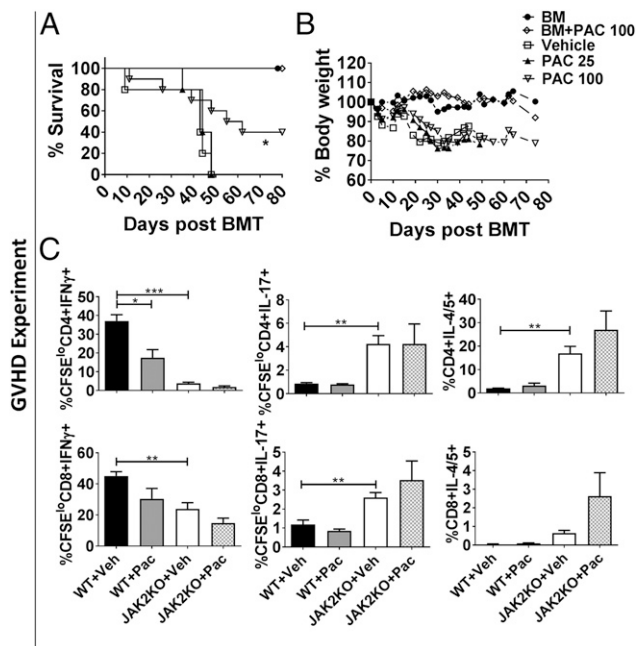 A
% Survival
100
80
60
40
20
0
*
0 10 20 30 40 50 60 70 80
Days post BMT
B
BM
BM+PAC 100
Vehicle
PAC 25
PAC 100
% Body weight
120
110
100
90
80
70
60
0 10 20 30 40 50 60 70 80
Days post BMT
GVHD Experiment
C
%CFSEloCD4+IFNγ+
50
40
30
20
10
0
***
*
%CFSEloCD4+IL-17+
8
6
4
2
0
**
%CD4+IL-4/5+
40
30
20
10
0
**
%CFSEloCD8+IFNγ+
80
60
40
20
0
**
WT+Veh
WT+Pac
JAK2KO+Veh
JAK2KO+Pac
%CFSEloCD8+IL-17+
5
4
3
2
1
0
**
WT+Veh
WT+Pac
JAK2KO+Veh
JAK2KO+Pac
%CD8+IL-4/5+
5
4
3
2
1
0
WT+Veh
WT+Pac
JAK2KO+Veh
JAK2KO+Pac